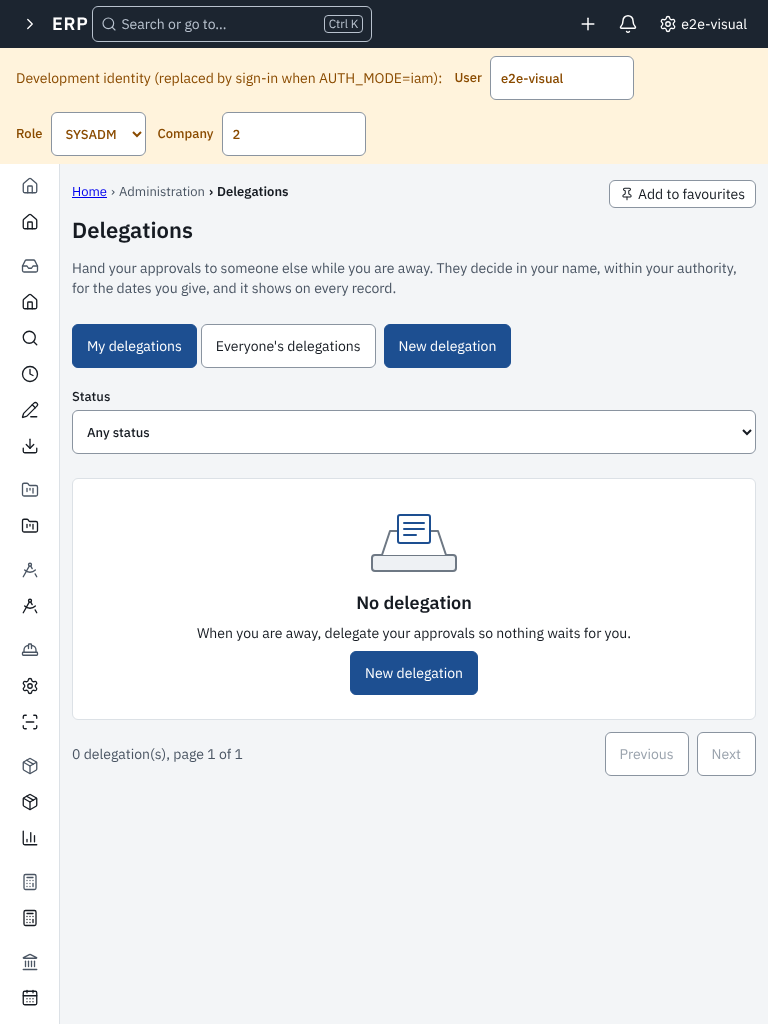 ERP Search or go to... Ctrl K e2e-visual
Development identity (replaced by sign-in when AUTH_MODE=iam): User e2e-visual
Role SYSADM Company 2
Home › Administration › Delegations Add to favourites
Delegations
Hand your approvals to someone else while you are away. They decide in your name, within your authority,
for the dates you give, and it shows on every record.
My delegations Everyone's delegations New delegation
Status
Any status
No delegation
When you are away, delegate your approvals so nothing waits for you.
New delegation
0 delegation(s), page 1 of 1 Previous Next